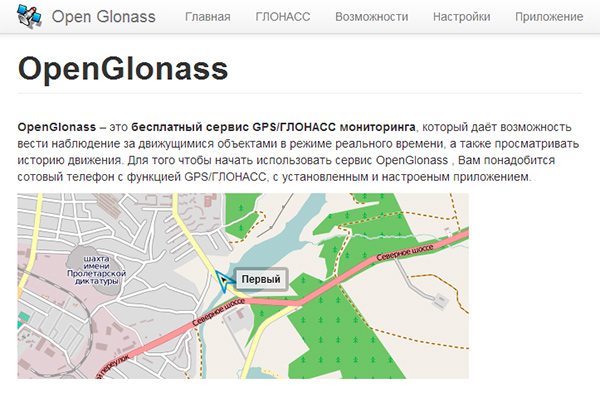 Open Glonass Главная ГЛОНАСС Возможности Настройки Приложение
OpenGlonass
OpenGlonass – это бесплатный сервис GPS/ГЛОНАСС мониторинга, который даёт возможность
вести наблюдение за движущимися объектами в режиме реального времени, а также просматривать
историю движения. Для того чтобы начать использовать сервис OpenGlonass , Вам понадобится
сотовый телефон с функцией GPS/ГЛОНАСС, с установленным и настроеным приложением.
шахта
имени
Пролетарской
диктатуры
Первый
Северное шоссе
Северное шоссе
переулок